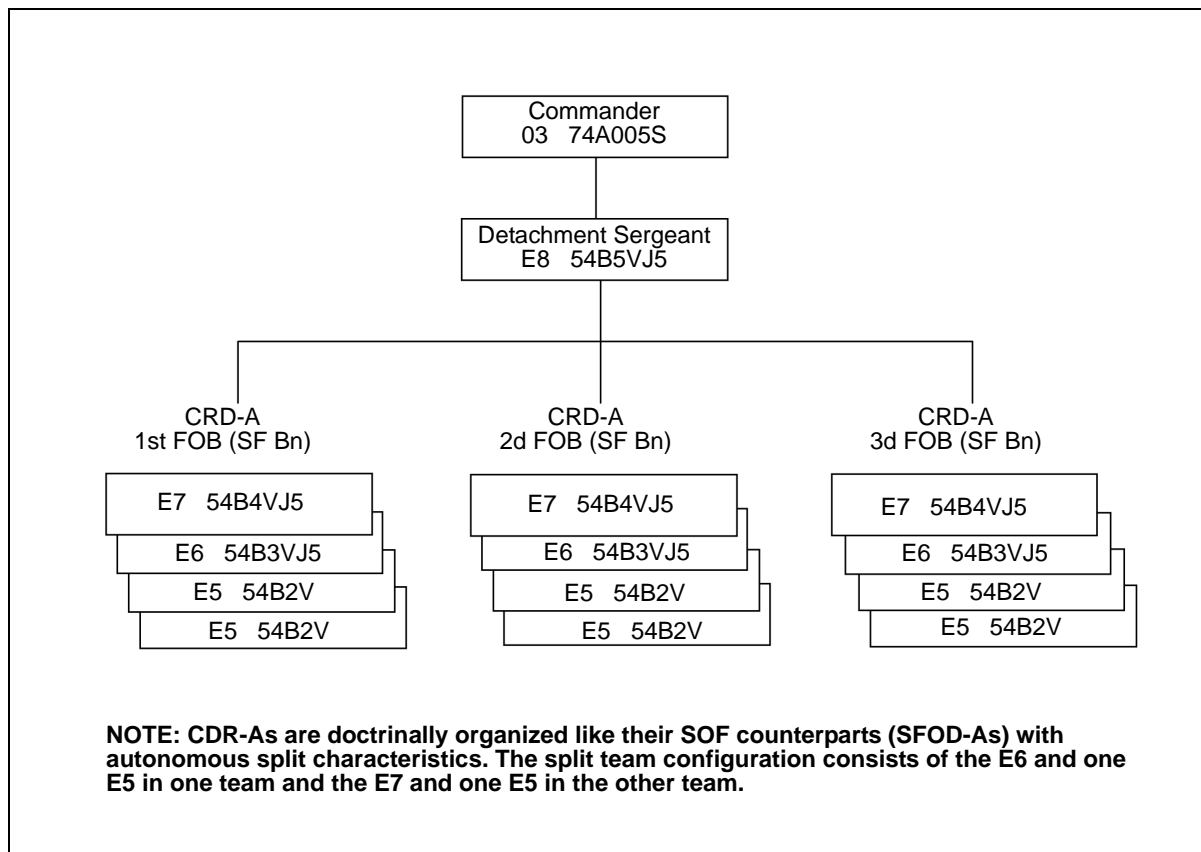 Commander
03 74A005S
Detachment Sergeant
E8 54B5VJ5
CRD-A
1st FOB (SF Bn)
E7 54B4VJ5
E6 54B3VJ5
E5 54B2V
E5 54B2V
CRD-A
2d FOB (SF Bn)
E7 54B4VJ5
E6 54B3VJ5
E5 54B2V
E5 54B2V
CRD-A
3d FOB (SF Bn)
E7 54B4VJ5
E6 54B3VJ5
E5 54B2V
E5 54B2V
NOTE: CDR-As are doctrinally organized like their SOF counterparts (SFOD-As) with
autonomous split characteristics. The split team configuration consists of the E6 and one
E5 in one team and the E7 and one E5 in the other team.